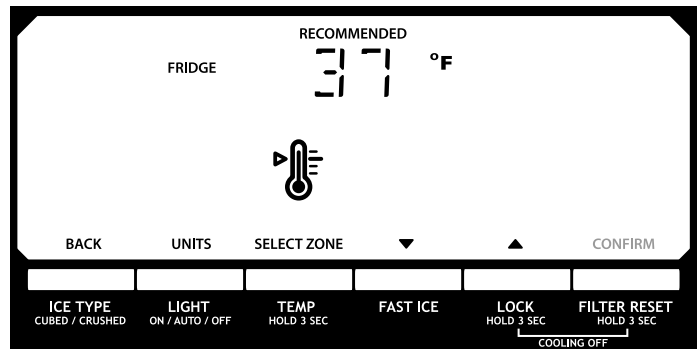 RECOMMENDED
FRIDGE 37 °F
BACK UNITS SELECT ZONE ▼ ▲ CONFIRM
ICE TYPE LIGHT TEMP FAST ICE LOCK FILTER RESET
CUBED / CRUSHED ON / AUTO / OFF HOLD 3 SEC HOLD 3 SEC HOLD 3 SEC
COOLING OFF